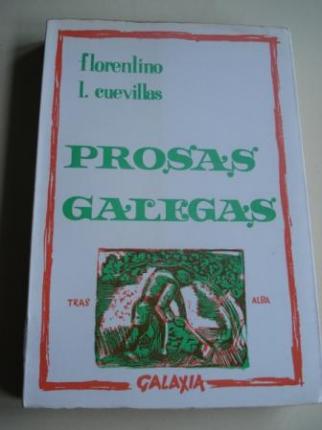 florentino
l. cuevillas
PROSAS
GALEGAS
TRAS ALBA
GALAXIA